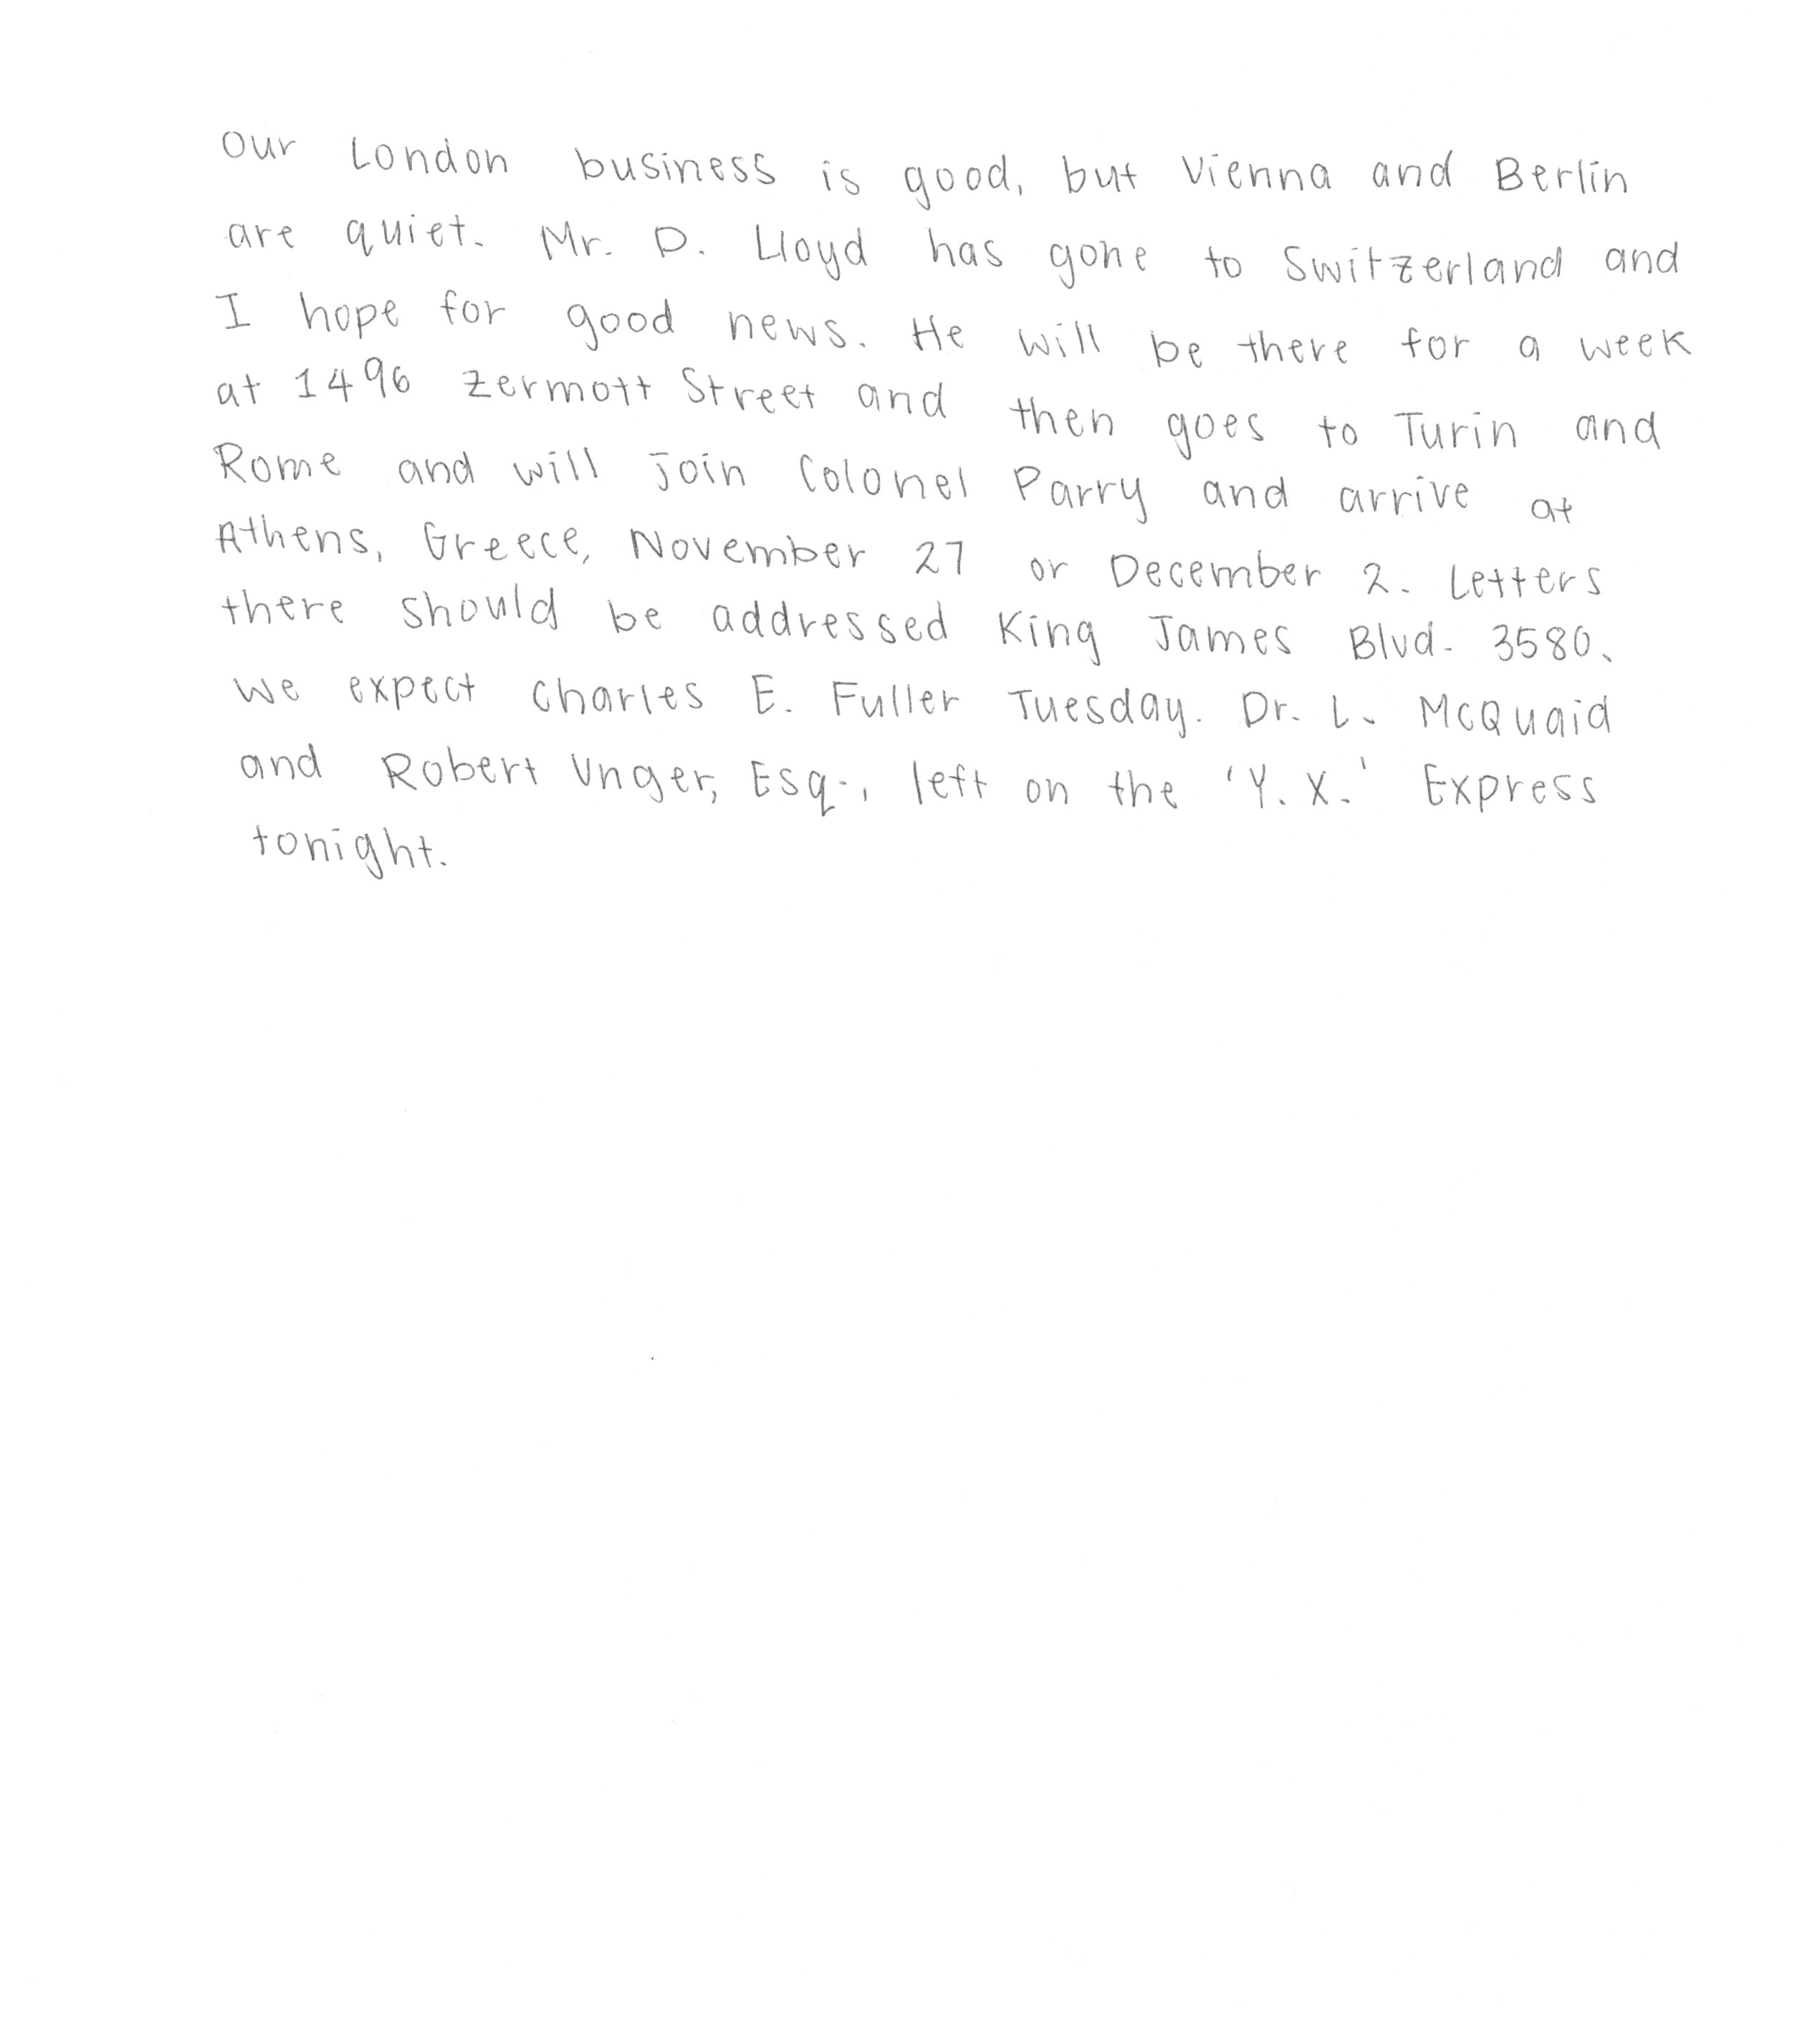 Our London business is good, but Vienna and Berlin
are quiet. Mr. D. Lloyd has gone to Switzerland and
I hope for good news. He will be there for a week
at 1496 Zermott Street and then goes to Turin and
Rome and will join Colonel Parry and arrive at
Athens, Greece, November 27 or December 2. Letters
there should be addressed King James Blvd. 3580.
We expect Charles E. Fuller Tuesday. Dr. L. McQuaid
and Robert Unger, Esq., left on the 'Y. X.' Express
tonight.